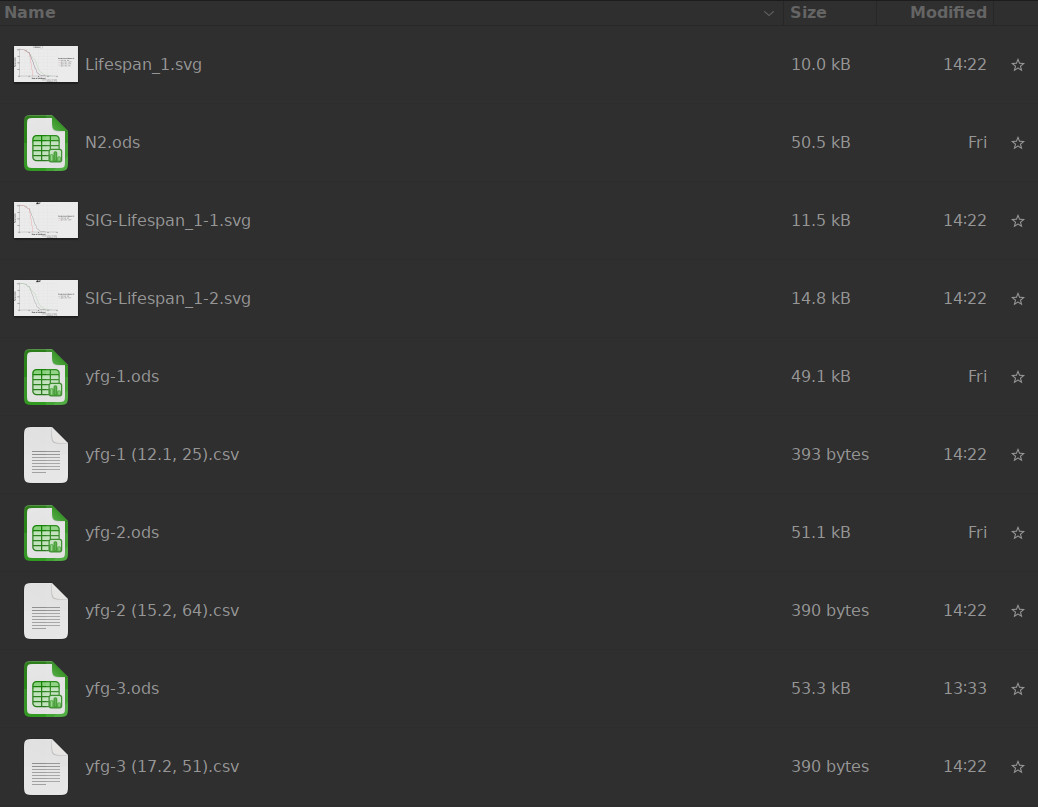 Name Size Modified
Lifespan_1.svg 10.0 kB 14:22
N2.ods 50.5 kB Fri
SIG-Lifespan_1-1.svg 11.5 kB 14:22
SIG-Lifespan_1-2.svg 14.8 kB 14:22
yfg-1.ods 49.1 kB Fri
yfg-1 (12.1, 25).csv 393 bytes 14:22
yfg-2.ods 51.1 kB Fri
yfg-2 (15.2, 64).csv 390 bytes 14:22
yfg-3.ods 53.3 kB 13:33
yfg-3 (17.2, 51).csv 390 bytes 14:22